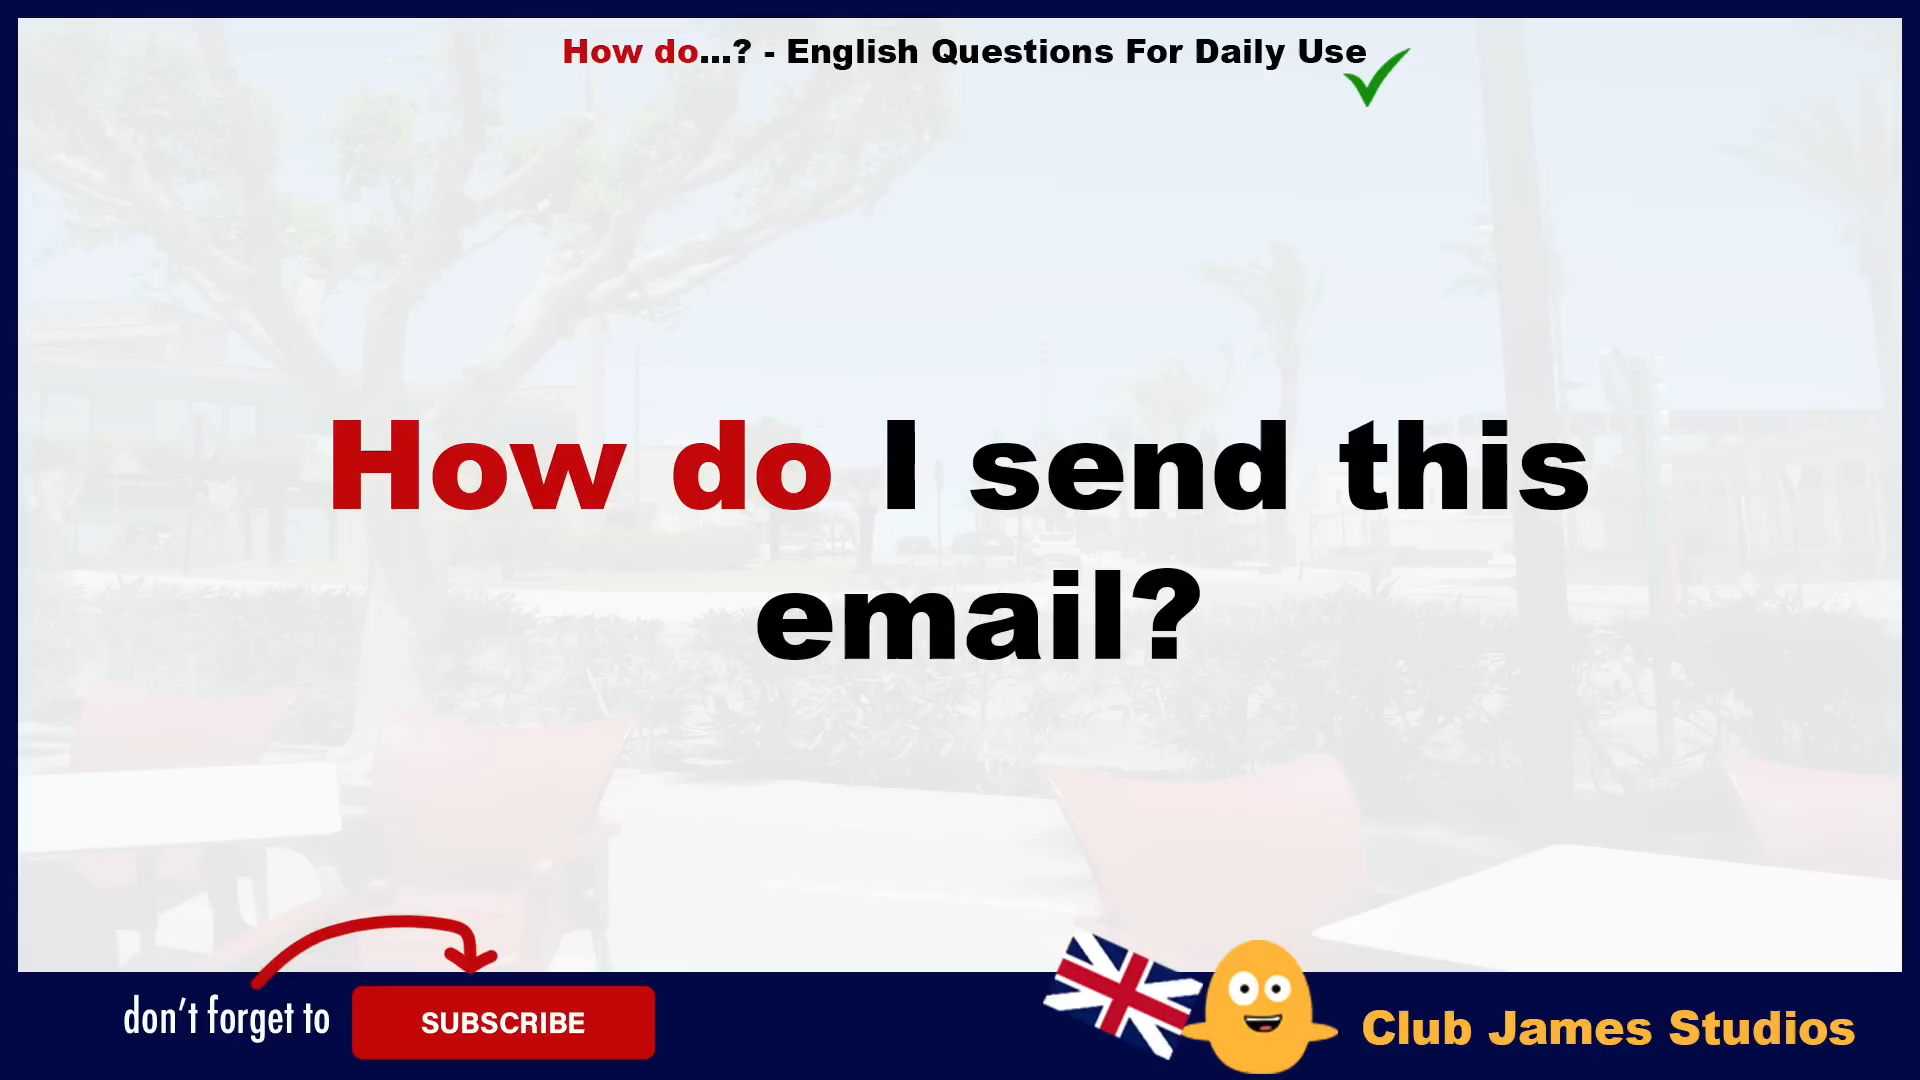 How do...? - English Questions For Daily Use
How do I send this
email?
don't forget to
SUBSCRIBE
Club James Studios